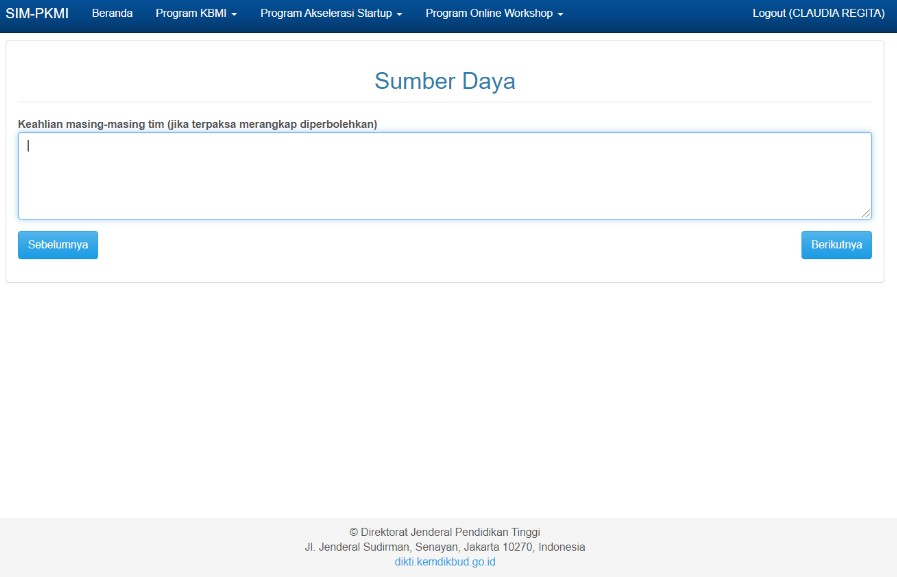 SIM-PKMI Beranda Program KBMI Program Akselerasi Startup Program Online Workshop Logout (CLAUDIA REGITA)
Sumber Daya
Keahlian masing-masing tim (jika terpaksa merangkap diperbolehkan)
Sebelumnya Berikutnya
© Direktorat Jenderal Pendidikan Tinggi
Jl. Jenderal Sudirman, Senayan, Jakarta 10270, Indonesia
dikti.kemdikbud.go.id